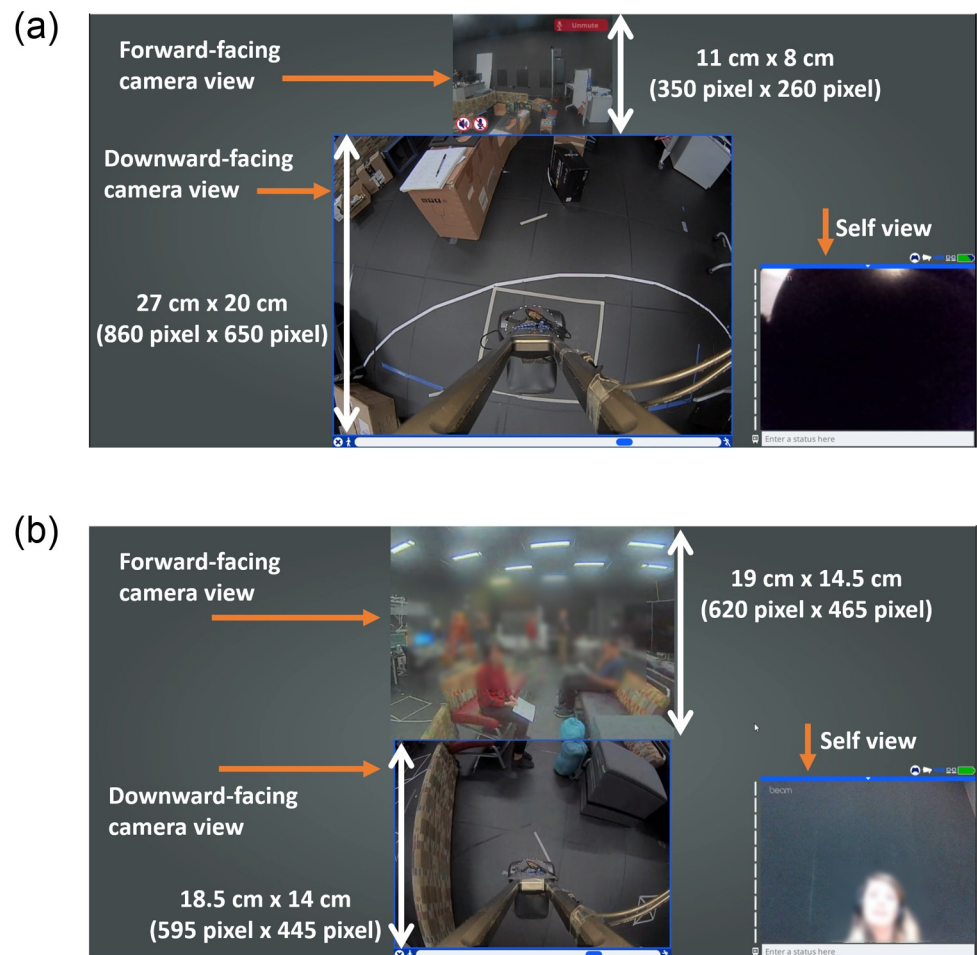 (a)
Forward-facing
camera view
Unmute
11 cm x 8 cm
(350 pixel x 260 pixel)
Downward-facing
camera view
Self view
27 cm x 20 cm
(860 pixel x 650 pixel)
Enter a status here
(b)
Forward-facing
camera view
19 cm x 14.5 cm
(620 pixel x 465 pixel)
Self view
Downward-facing
camera view
beam
18.5 cm x 14 cm
(595 pixel x 445 pixel)
Enter a status here